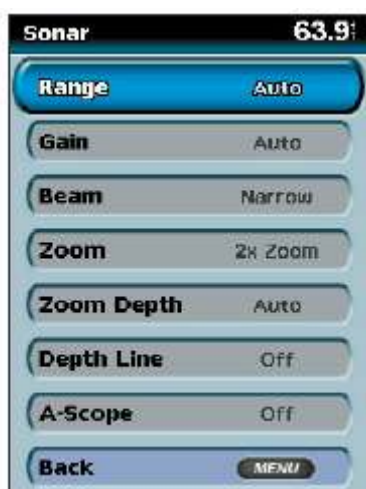 Sonar 63.9
Range Auto
Gain Auto
Beam Narrow
Zoom 2x Zoom
Zoom Depth Auto
Depth Line Off
A-Scope Off
Back MENU